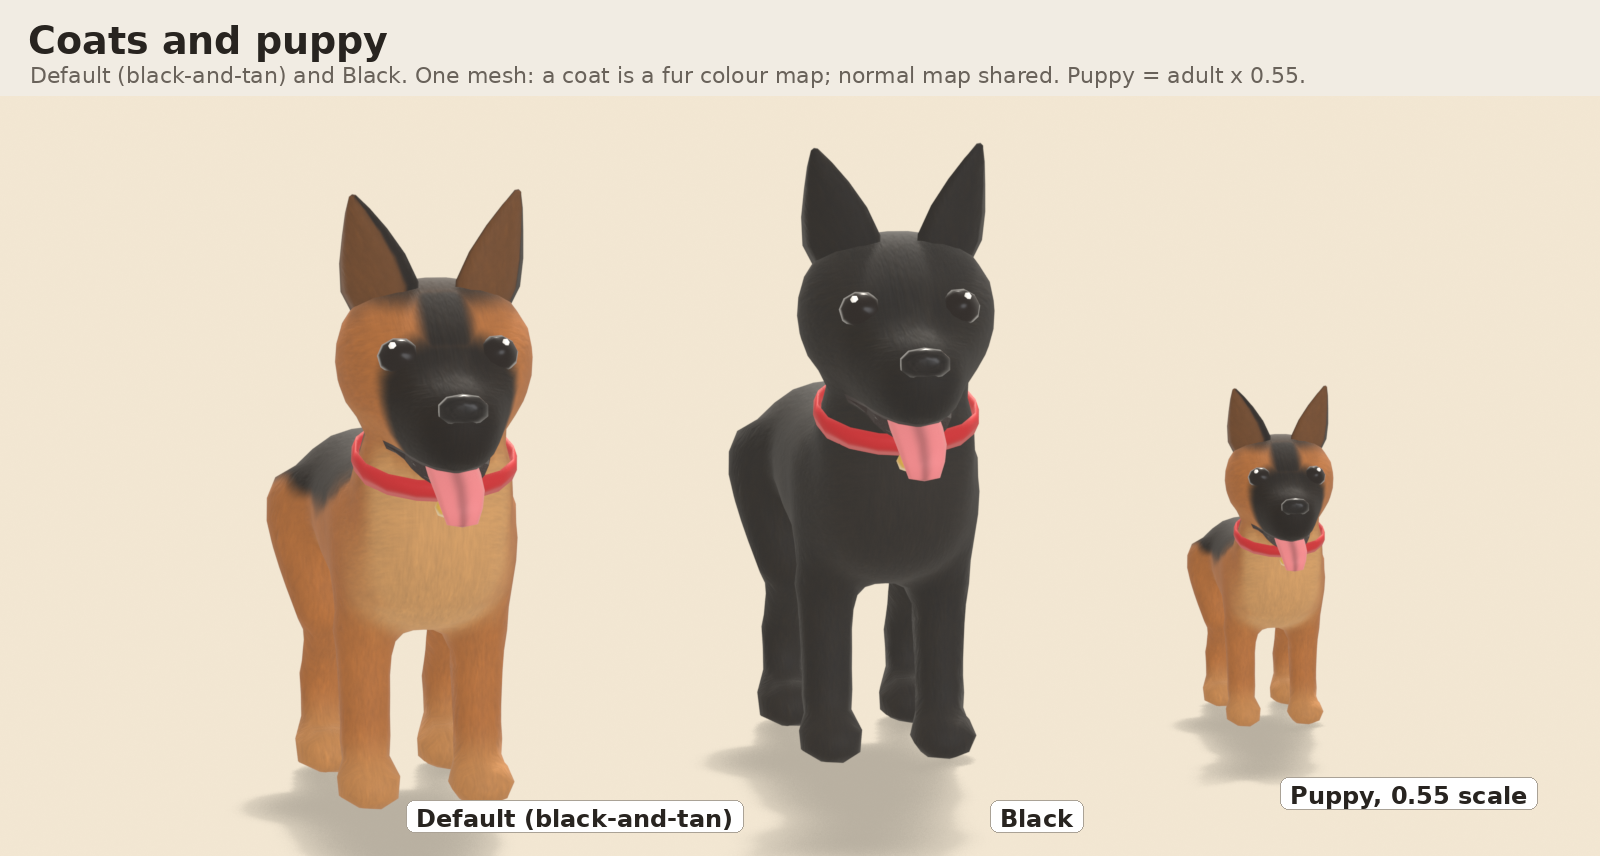 Coats and puppy
Default (black-and-tan) and Black. One mesh: a coat is a fur colour map; normal map shared. Puppy = adult x 0.55.
Default (black-and-tan)
Black
Puppy, 0.55 scale